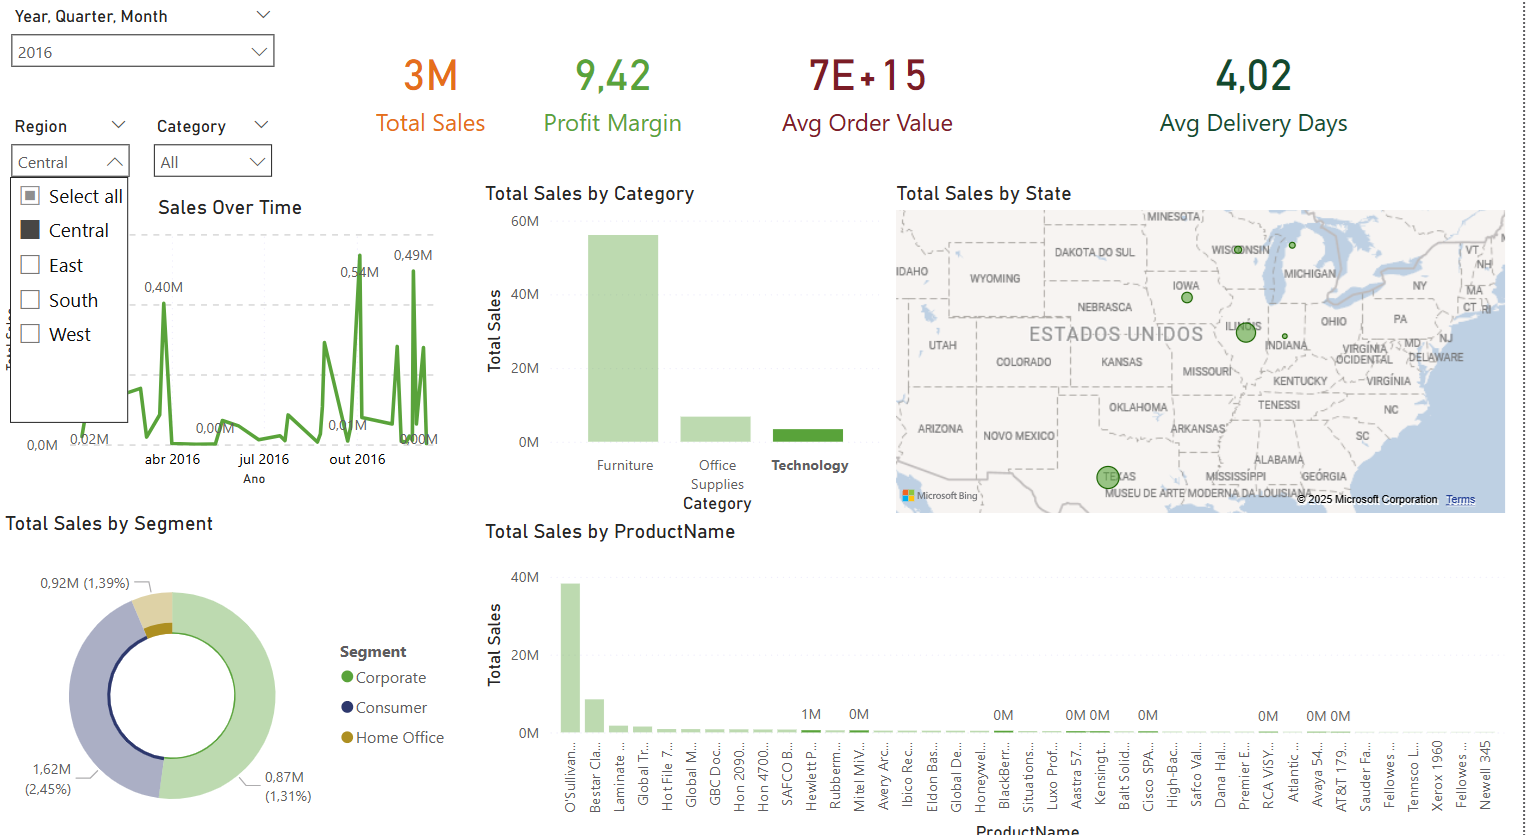 Year, Quarter, Month
2016
Region
Central
Select all
Central
East
South
West
Category
All
3M
Total Sales
9,42
Profit Margin
7E+15
Avg Order Value
4,02
Avg Delivery Days
Sales Over Time
0,40M
0,54M
0,49M
0,0M
0,02M
0,00M
0,01M
0,00M
abr 2016
jul 2016
out 2016
Ano
Total Sales by Category
Total Sales
60M
40M
20M
0M
Furniture
Office
Supplies
Technology
Category
Total Sales by State
MINESOTA
DAKOTA DO SUL
WISCONSIN
VT
NH
IDAHO
WYOMING
MICHIGAN
IOWA
NY
MA
NEBRASCA
CT
RI
ESTADOS UNIDOS
ILINÓIS
OHIO
PA
UTAH
INDIANA
MD
NJ
COLORADO
KANSAS
VIRGÍNIA
OCIDENTAL
DELAWARE
MISSOURI
KENTUCKY
VIRGÍNIA
OKLAHOMA
TENESSI
NC
ARIZONA
NOVO MEXICO
ARKANSAS
SC
ALABAMA
TEXAS
MISSISSÍPPI
GEÓRGIA
MUSEU DE ARTE MODERNA DA LOUISIANA
Microsoft Bing
© 2025 Microsoft Corporation
Terms
Total Sales by Segment
0,92M (1,39%)
1,62M
(2,45%)
0,87M
(1,31%)
Segment
Corporate
Consumer
Home Office
Total Sales by ProductName
Total Sales
40M
20M
0M
1M
0M
0M
0M
0M
0M
0M
0M
0M
O'Sullivan...
Bestar Cla...
Laminate ...
Global Tr...
Hot File 7...
Global M...
GBC Doc...
Hon 2090...
Hon 4700...
SAFCO B...
Hewlett P...
Rubberm...
Mitel MiV...
Avery Arc...
Ibico Rec...
Eldon Bas...
Global De...
Honeywel...
BlackBerr...
Situations...
Luxo Prof...
Aastra 57...
Kensingt...
Balt Solid...
Cisco SPA...
High-Bac...
Safco Val...
Dana Hal...
Premier E...
RCA ViSY...
Atlantic ...
Avaya 54...
AT&T 179...
Sauder Fa...
Fellowes ...
Tennsco L...
Xerox 1960
Fellowes ...
Newell 345
ProductName